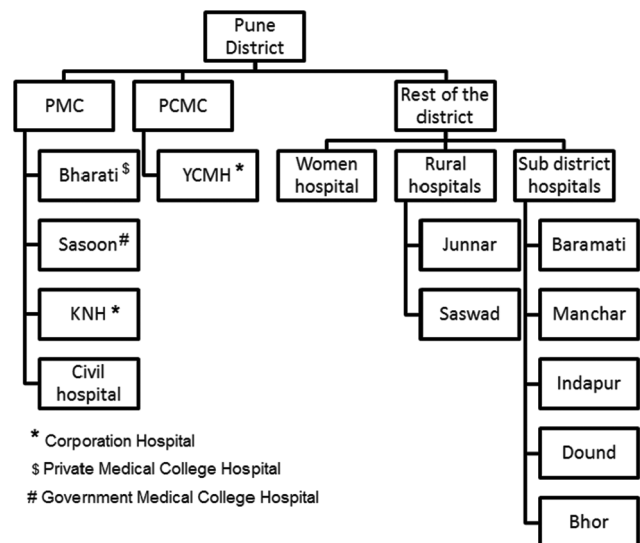 Pune
District
PMC
PCMC
Rest of the
district
Bharati $
YCMH *
Women
hospital
Rural
hospitals
Sub district
hospitals
Sasoon #
Junnar
Baramati
KNH *
Saswad
Manchar
Civil
hospital
Indapur
* Corporation Hospital
$ Private Medical College Hospital
Dound
# Government Medical College Hospital
Bhor